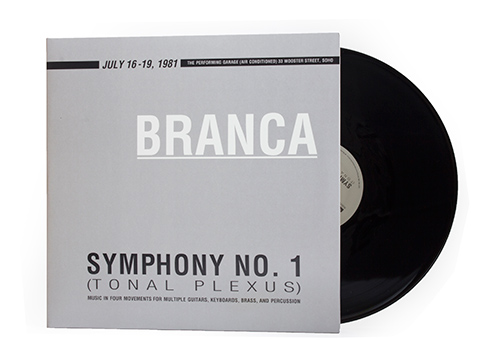 JULY 16-19, 1981 THE PERFORMING GARAGE (AIR CONDITIONED) 33 WOOSTER STREET, SOHO
BRANCA
SYMPHONY NO. 1
(TONAL PLEXUS)
MUSIC IN FOUR MOVEMENTS FOR MULTIPLE GUITARS, KEYBOARDS, BRASS, AND PERCUSSION